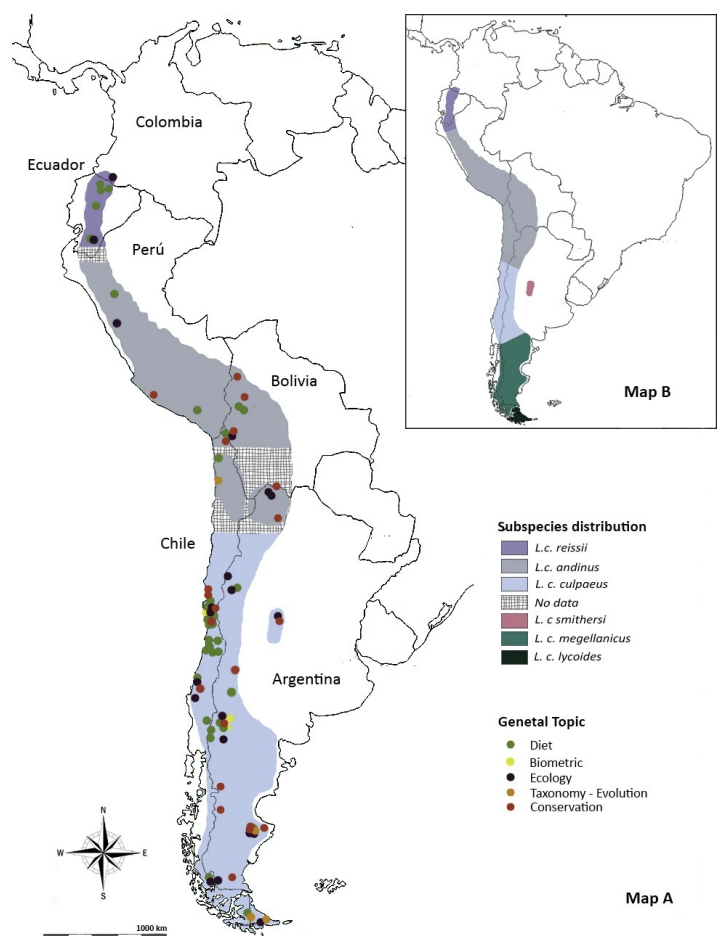 Colombia
Ecuador
Perú
Bolivia
Chile
Argentina
Map B
Subspecies distribution
L.c. reissii
L.c. andinus
L. c. culpaeus
No data
L. c smithersi
L. c. megellanicus
L. c. lycoides
Genetal Topic
Diet
Biometric
Ecology
Taxonomy - Evolution
Conservation
N
W
E
S
1000 km
Map A